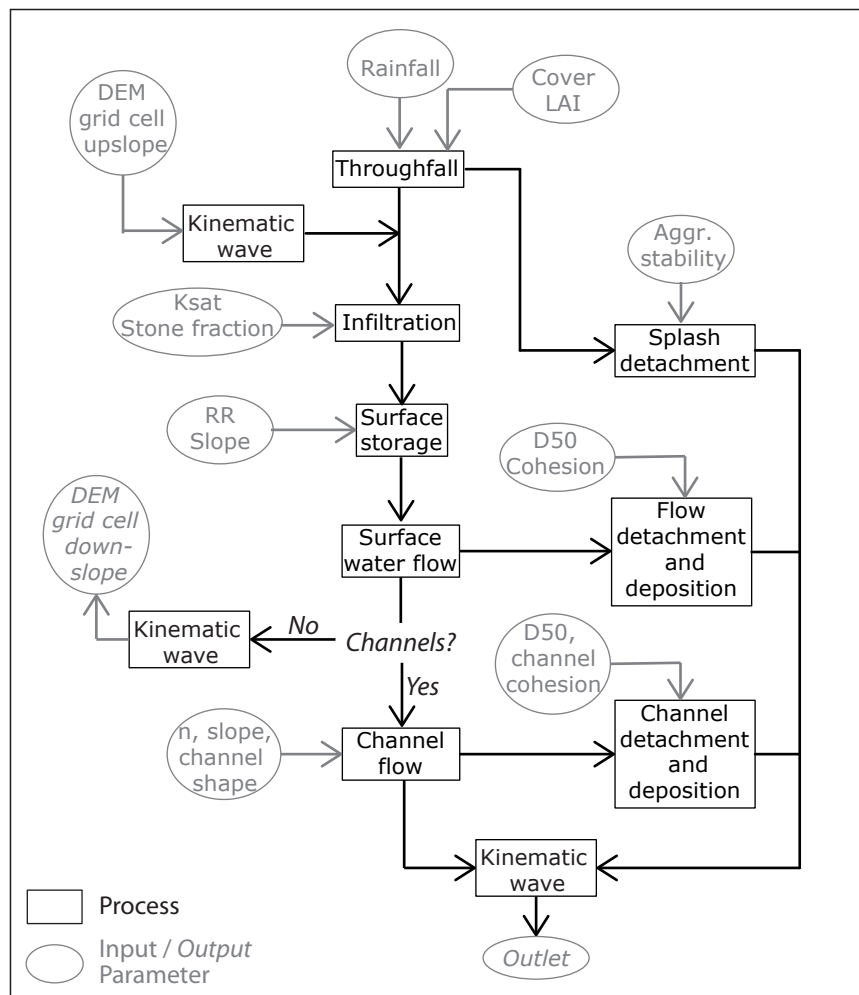 Rainfall
Cover
LAI
DEM
grid cell
upslope
Throughfall
Kinematic
wave
Aggr.
stability
Ksat
Stone fraction
Infiltration
Splash
detachment
RR
Slope
Surface
storage
D50
Cohesion
DEM
grid cell
down-
slope
Surface
water flow
Flow
detachment
and
deposition
Kinematic
wave
No
Channels?
D50,
channel
cohesion
Yes
n, slope,
channel
shape
Channel
flow
Channel
detachment
and
deposition
Kinematic
wave
Process
Input / Output
Parameter
Outlet